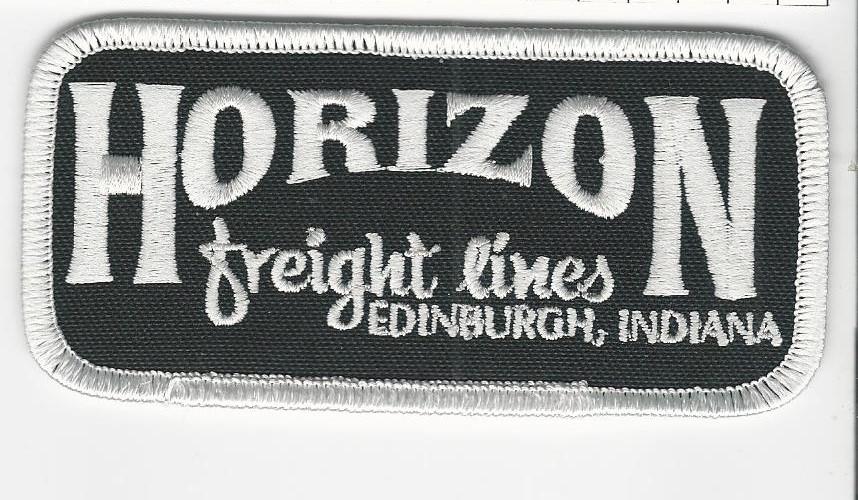 HORIZON
freight lines
EDINBURGH, INDIANA